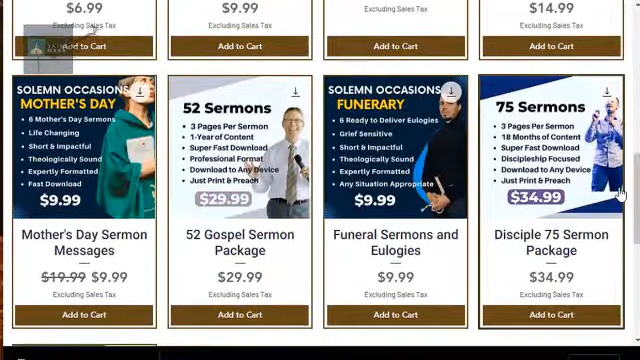 $6.99
$9.99
$14.99
Excluding Sales Tax
Excluding Sales Tax
Excluding Sales Tax
Excluding Sales Tax
Add to Cart
Add to Cart
Add to Cart
Add to Cart
SOLEMN OCCASIONS
MOTHER'S DAY
• 6 Mother's Day Sermons
• Life Changing
• Short & Impactful
• Theologically Sound
• Expertly Formatted
• Fast Download
$9.99
52 Sermons
• 3 Pages Per Sermon
• 1-Year of Content
• Super Fast Download
• Professional Format
• Download to Any Device
• Just Print & Preach
$29.99
SOLEMN OCCASIONS
FUNERARY
• 6 Ready to Deliver Eulogies
• Grief Sensitive
• Short & Impactful
• Theologically Sound
• Expertly Formatted
• Any Situation Appropriate
$9.99
75 Sermons
• 3 Pages Per Sermon
• 18 Months of Content
• Super Fast Download
• Discipleship Focused
• Download to Any Device
• Just Print & Preach
$34.99
Mother's Day Sermon
Messages
$19.99 $9.99
Excluding Sales Tax
Add to Cart
52 Gospel Sermon
Package
$29.99
Excluding Sales Tax
Add to Cart
Funeral Sermons and
Eulogies
$9.99
Excluding Sales Tax
Add to Cart
Disciple 75 Sermon
Package
$34.99
Excluding Sales Tax
Add to Cart